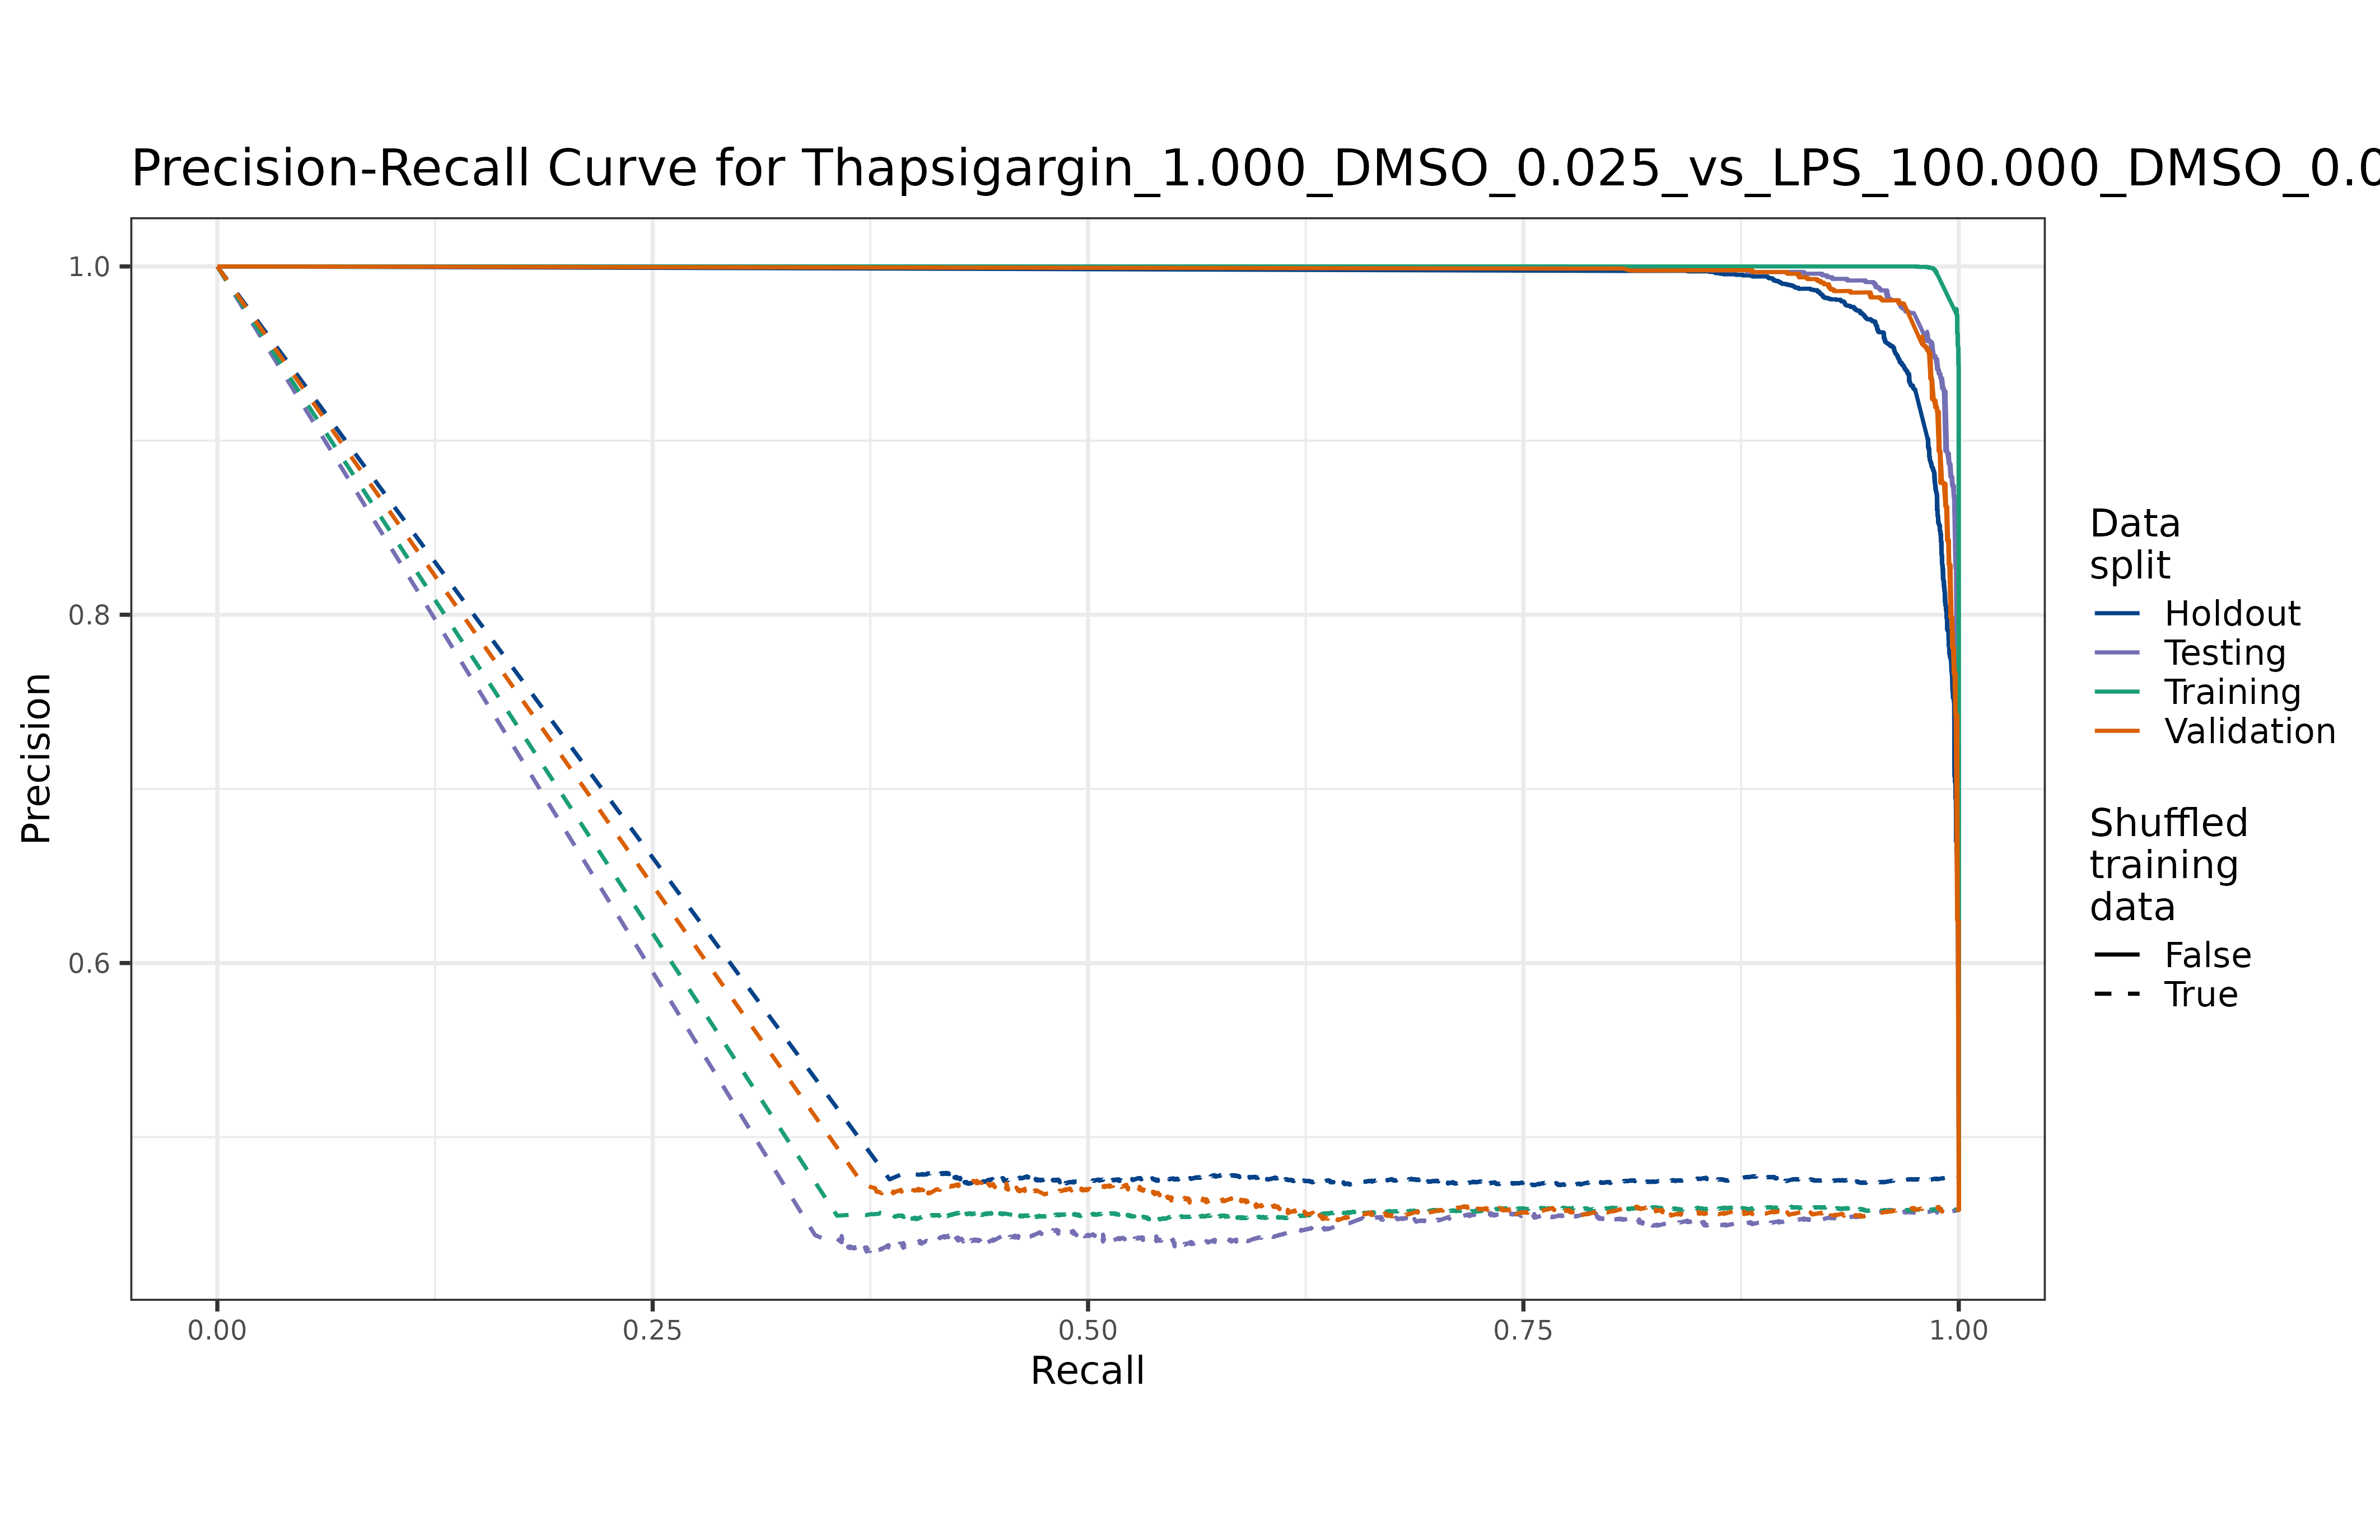 Precision-Recall Curve for Thapsigargin_1.000_DMSO_0.025_vs_LPS_100.000_DMSO_0.0
1.0
0.8
0.6
Precision
0.00 0.25 0.50 0.75 1.00
Recall
Data
split
Holdout
Testing
Training
Validation
Shuffled
training
data
False
True